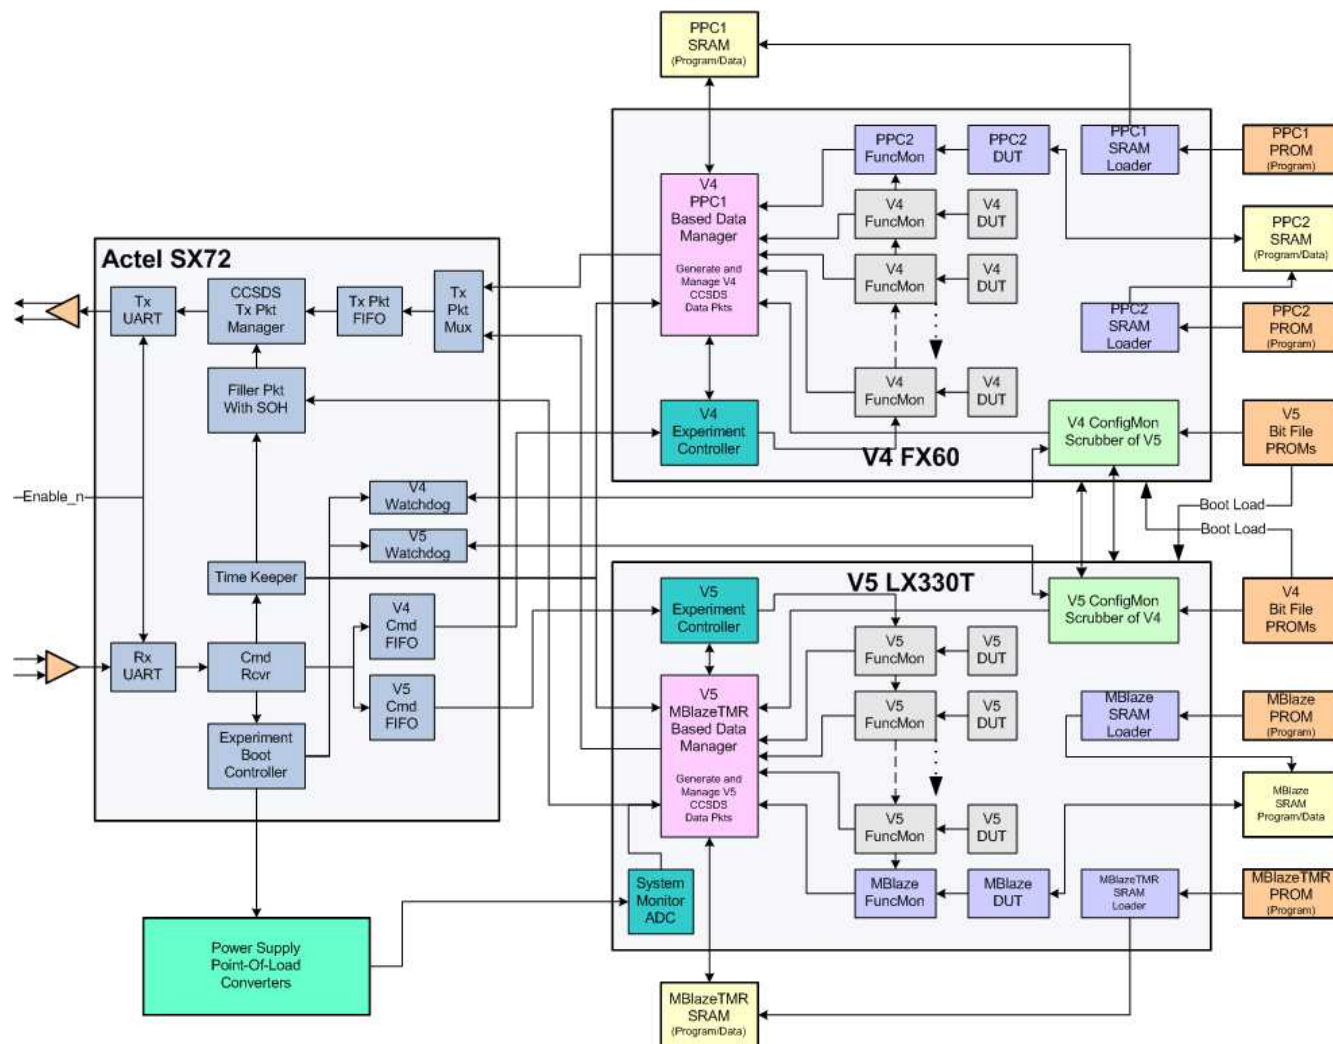 PPC1
SRAM
(Program/Data)
PPC2
FuncMon
PPC2
DUT
PPC1
SRAM
Loader
PPC1
PROM
(Program)
V4
PPC1
Based Data
Manager
Generate and
Manage V4
CCSDS
Data Pkts
V4
FuncMon
V4
DUT
PPC2
SRAM
(Program/Data)
V4
FuncMon
V4
DUT
PPC2
SRAM
Loader
PPC2
PROM
(Program)
V4
FuncMon
V4
DUT
V4
Experiment
Controller
V4 FX60
V4 ConfigMon
Scrubber of V5
V5
Bit File
PROMs
Actel SX72
Tx
UART
CCSDS
Tx Pkt
Manager
Tx Pkt
FIFO
Tx
Pkt
Mux
Filler Pkt
With SOH
Enable_n
V4
Watchdog
V5
Watchdog
Boot Load
Boot Load
Time Keeper
V4
Cmd
FIFO
Rx
UART
Cmd
Rcvr
V5
Cmd
FIFO
Experiment
Boot
Controller
Power Supply
Point-Of-Load
Converters
V5 LX330T
V5
Experiment
Controller
V5 ConfigMon
Scrubber of V4
V4
Bit File
PROMs
V5
FuncMon
V5
DUT
V5
MBlazeTMR
Based Data
Manager
Generate and
Manage V5
CCSDS
Data Pkts
V5
FuncMon
V5
DUT
MBlaze
SRAM
Loader
MBlaze
PROM
(Program)
MBlaze
SRAM
Program/Data
V5
FuncMon
V5
DUT
System
Monitor
ADC
MBlaze
FuncMon
MBlaze
DUT
MBlazeTMR
SRAM
Loader
MBlazeTMR
PROM
(Program)
MBlazeTMR
SRAM
(Program/Data)